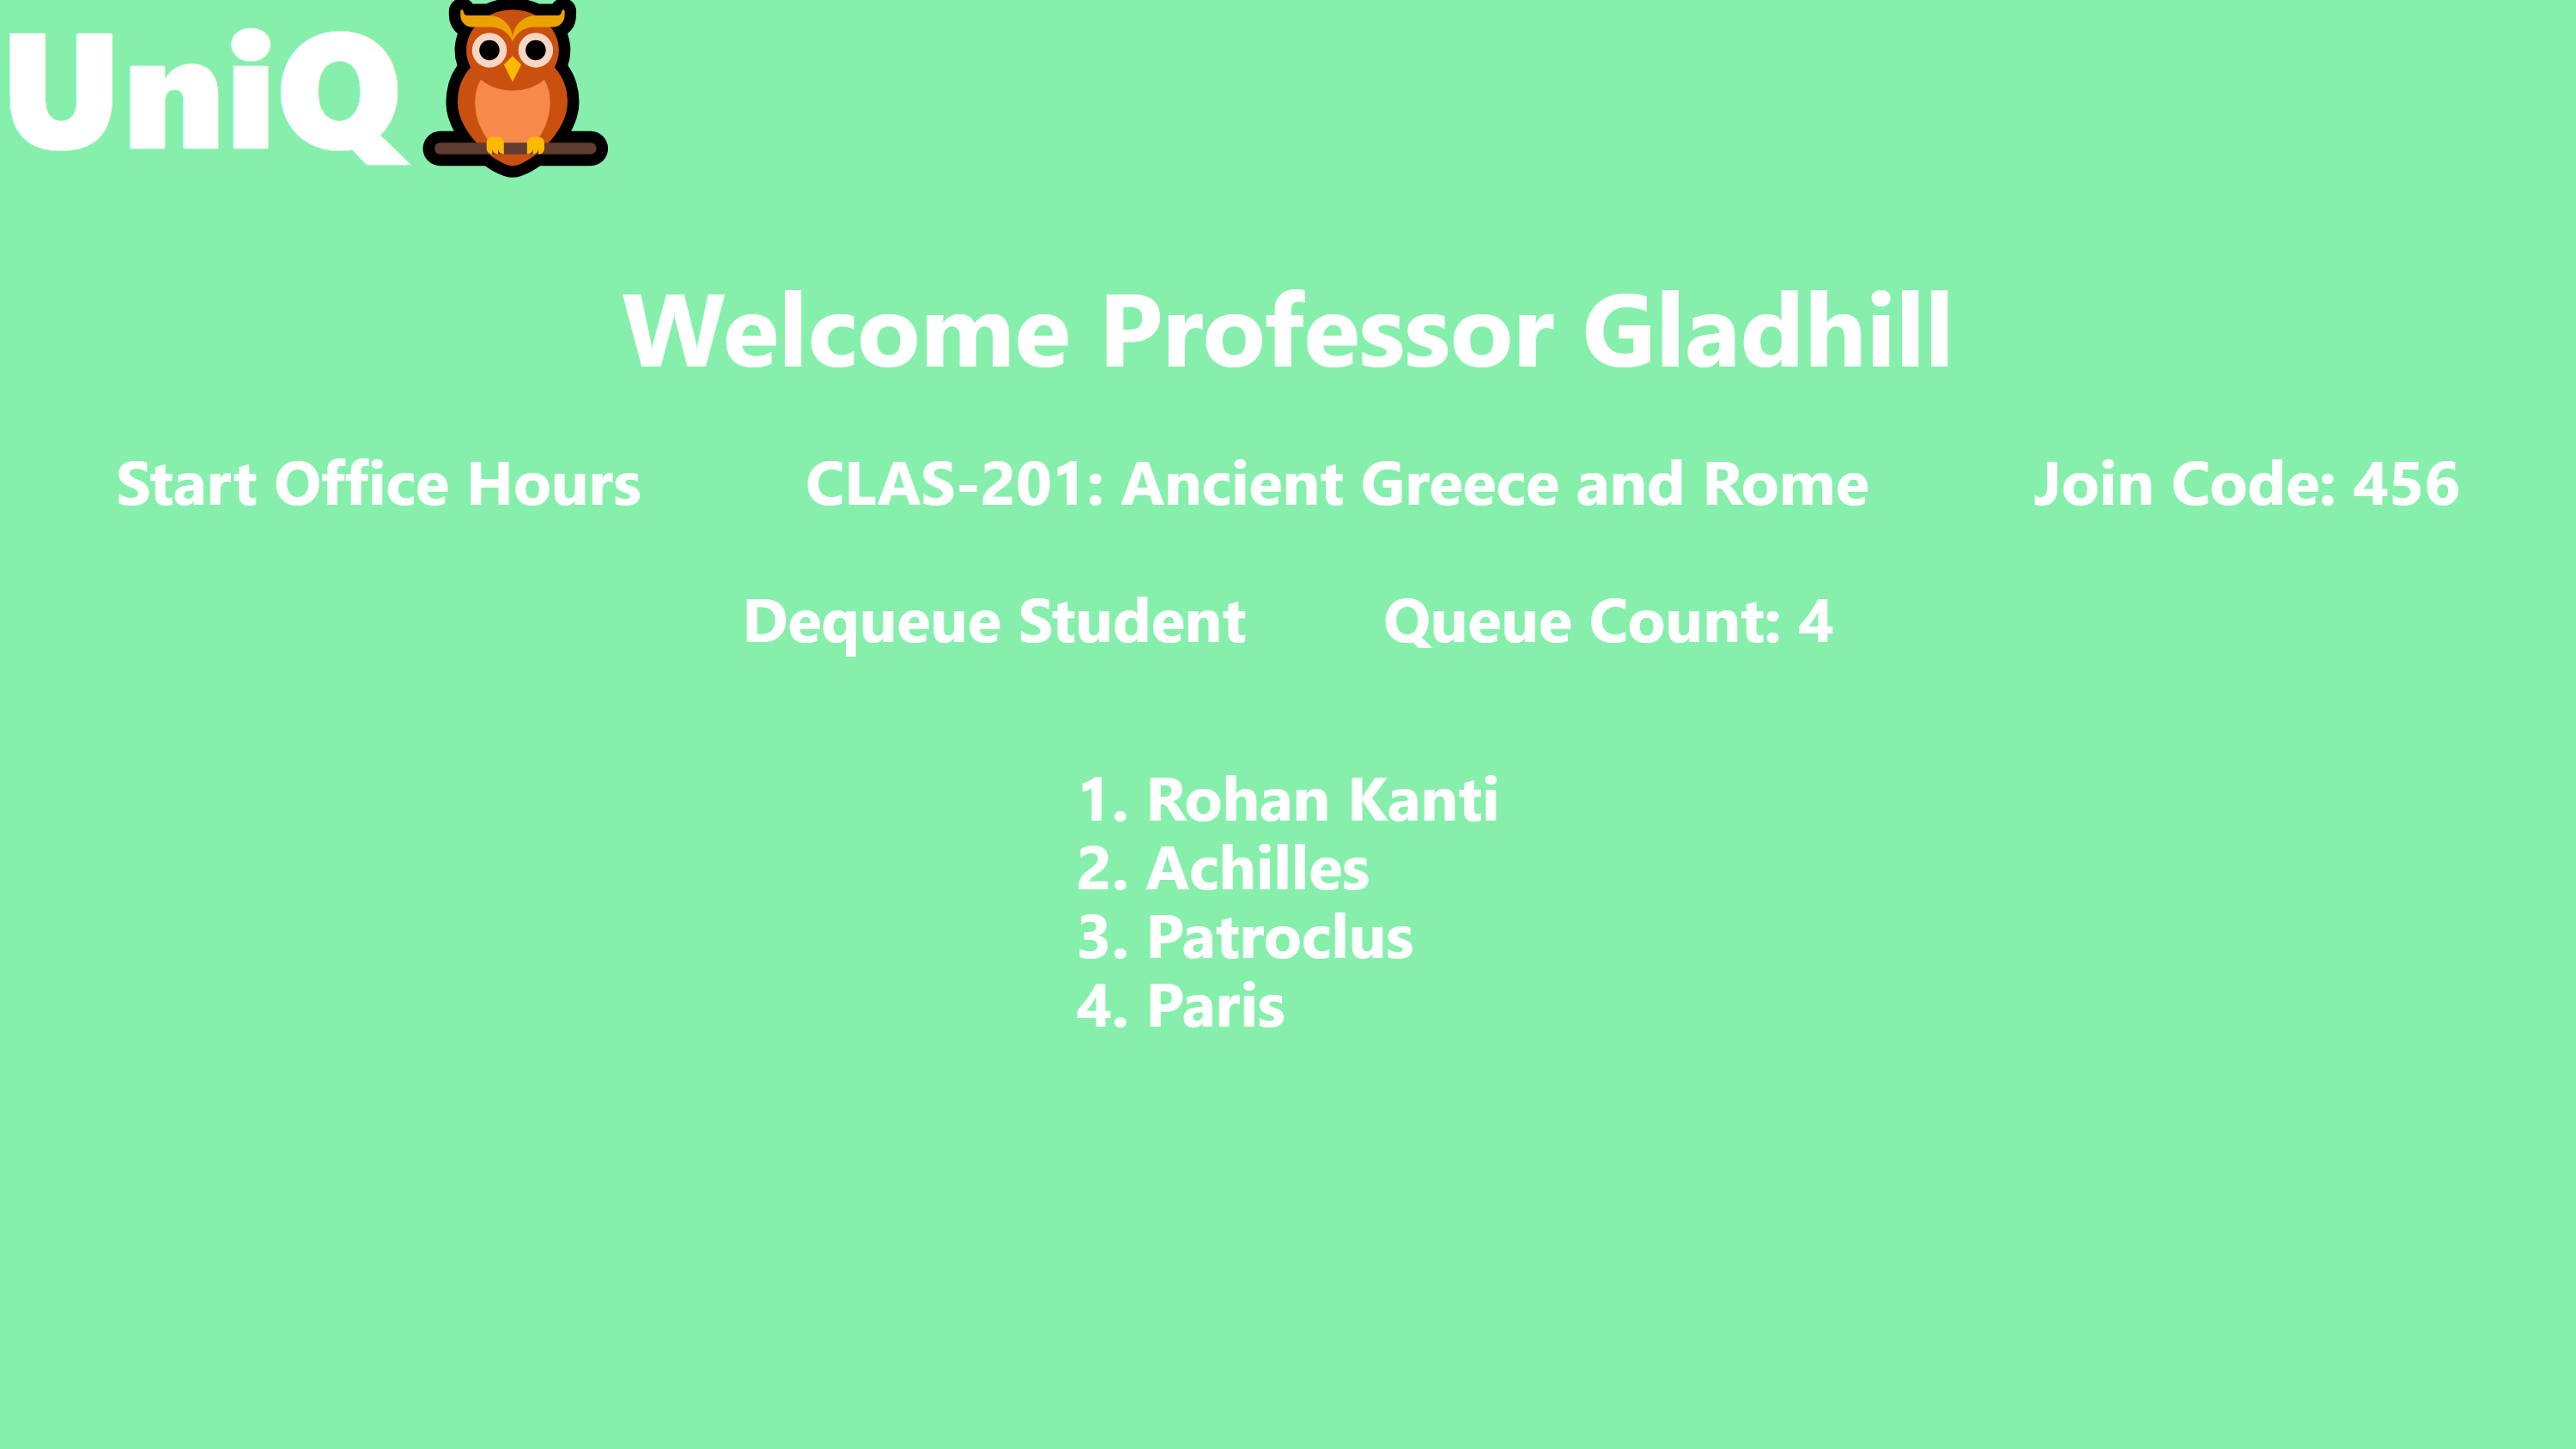 UniQ
Welcome Professor Gladhill
Start Office Hours
CLAS-201: Ancient Greece and Rome
Join Code: 456
Dequeue Student
Queue Count: 4
1. Rohan Kanti
2. Achilles
3. Patroclus
4. Paris